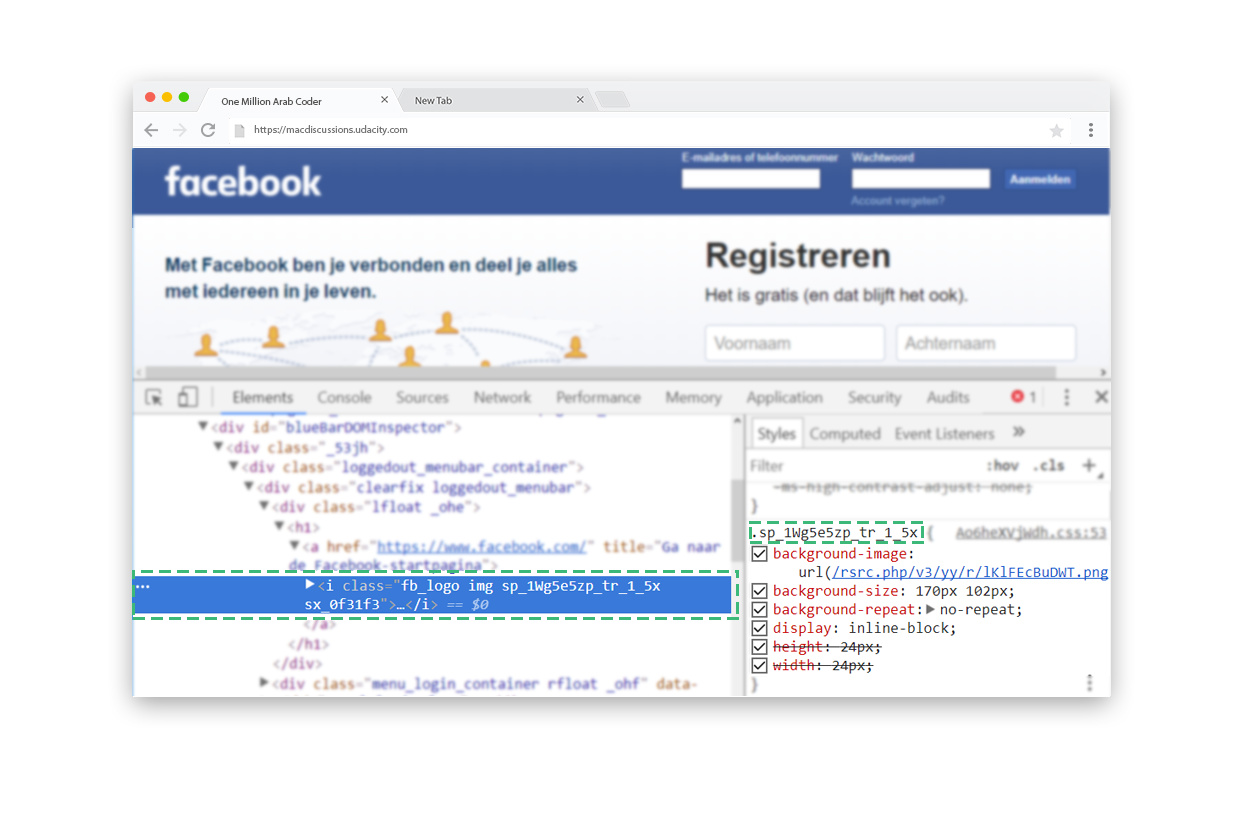 One Million Arab Coder
New Tab
https://macdiscussions.udacity.com
facebook
E-mailadres of telefoonnummer
Wachtwoord
Aanmelden
Account vergeten?
Met Facebook ben je verbonden en deel je alles
met iedereen in je leven.
Registreren
Het is gratis (en dat blijft het ook).
Voornaam
Achternaam
Elements Console Sources Network Performance Memory Application Security Audits 1
<div id="blueBarDOMInspector">
<div class="_53jh">
<div class="loggedout_menubar_container">
<div class="clearfix loggedout_menubar">
<div class="lfloat _ohe">
<h1>
<a href="https://www.facebook.com/" title="Ga naar
de Facebook-startpagina">
<i class="fb_logo img sp_1Wg5e5zp_tr_1_5x
sx_0f31f3">…</i> == $0
</a>
</h1>
</div>
<div class="menu_login_container rfloat _ohf" data-
Styles Computed Event Listeners »
Filter
:hov .cls +
-ms-high-contrast-adjust: none;
}
.sp_1Wg5e5zp_tr_1_5x {
Ao6heXVjWdh.css:53
background-image:
url(/rsrc.php/v3/yy/r/lKlFEcBuDWT.png
background-size: 170px 102px;
background-repeat: no-repeat;
display: inline-block;
height: 24px;
width: 24px;
}